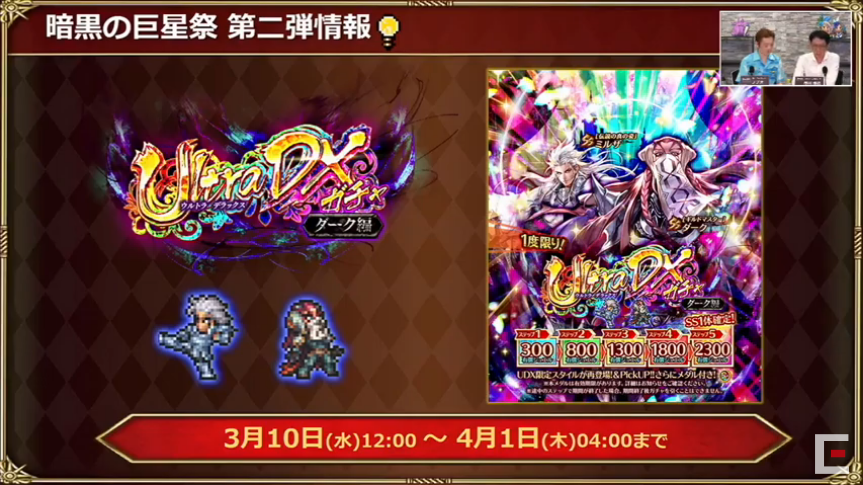 暗黒の巨星祭 第二弾情報
Ultra DX
ウルトラデラックス
ガチャ
ダーク編
ミルザ
ダーク
1度限り!
Ultra DX
ガチャ
ダーク編
SS1体確定!
ステップ1 ステップ2 ステップ3 ステップ4 ステップ5
300 800 1300 1800 2300
UDX限定スタイルが再登場!&PickUP!!さらにメダル付き!
3月10日(水)12:00 ～ 4月1日(木)04:00まで